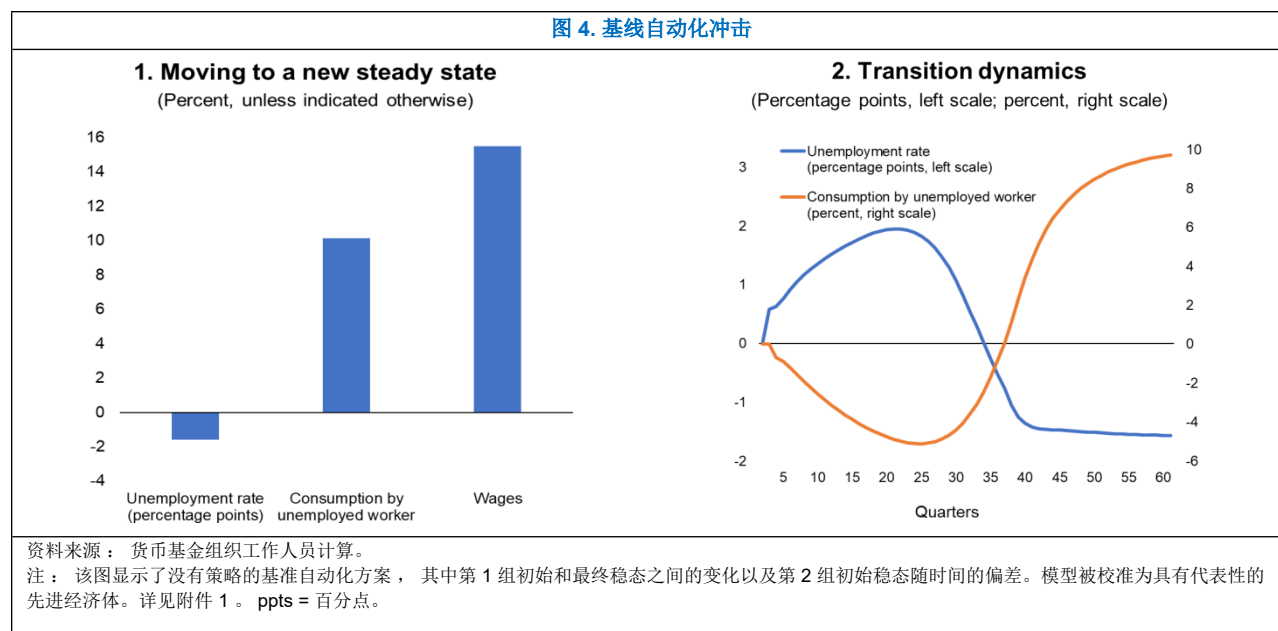 图 4. 基线自动化冲击
1. Moving to a new steady state
(Percent, unless indicated otherwise)
16
14
12
10
8
6
4
2
0
-2
-4
Unemployment rate
(percentage points)
Consumption by
unemployed worker
Wages
2. Transition dynamics
(Percentage points, left scale; percent, right scale)
Unemployment rate
(percentage points, left scale)
Consumption by unemployed worker
(percent, right scale)
3
2
1
0
-1
-2
10
8
6
4
2
0
-2
-4
-6
5 10 15 20 25 30 35 40 45 50 55 60
Quarters
资料来源 ： 货币基金组织工作人员计算。
注 ： 该图显示了没有策略的基准自动化方案 ， 其中第 1 组初始和最终稳态之间的变化以及第 2 组初始稳态随时间的偏差。模型被校准为具有代表性的
先进经济体。详见附件 1 。 ppts = 百分点。